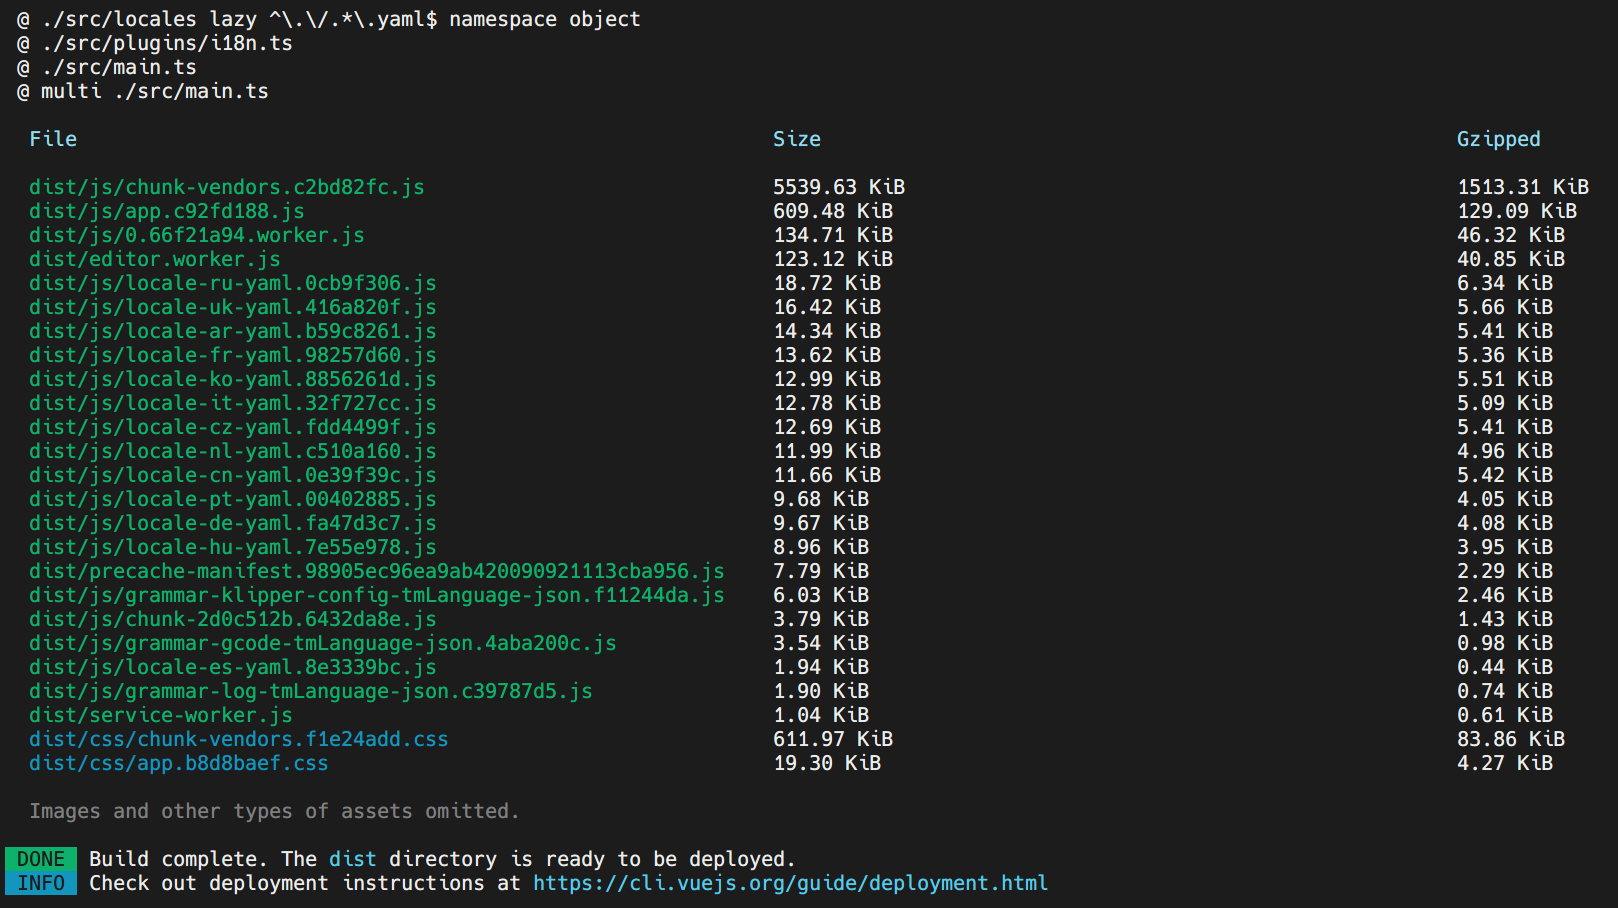 @ ./src/locales lazy ^\.\/.*\.yaml$ namespace object
@ ./src/plugins/i18n.ts
@ ./src/main.ts
@ multi ./src/main.ts
File Size Gzipped
dist/js/chunk-vendors.c2bd82fc.js 5539.63 KiB 1513.31 KiB
dist/js/app.c92fd188.js 609.48 KiB 129.09 KiB
dist/js/0.66f21a94.worker.js 134.71 KiB 46.32 KiB
dist/editor.worker.js 123.12 KiB 40.85 KiB
dist/js/locale-ru-yaml.0cb9f306.js 18.72 KiB 6.34 KiB
dist/js/locale-uk-yaml.416a820f.js 16.42 KiB 5.66 KiB
dist/js/locale-ar-yaml.b59c8261.js 14.34 KiB 5.41 KiB
dist/js/locale-fr-yaml.98257d60.js 13.62 KiB 5.36 KiB
dist/js/locale-ko-yaml.8856261d.js 12.99 KiB 5.51 KiB
dist/js/locale-it-yaml.32f727cc.js 12.78 KiB 5.09 KiB
dist/js/locale-cz-yaml.fdd4499f.js 12.69 KiB 5.41 KiB
dist/js/locale-nl-yaml.c510a160.js 11.99 KiB 4.96 KiB
dist/js/locale-cn-yaml.0e39f39c.js 11.66 KiB 5.42 KiB
dist/js/locale-pt-yaml.00402885.js 9.68 KiB 4.05 KiB
dist/js/locale-de-yaml.fa47d3c7.js 9.67 KiB 4.08 KiB
dist/js/locale-hu-yaml.7e55e978.js 8.96 KiB 3.95 KiB
dist/precache-manifest.98905ec96ea9ab420090921113cba956.js 7.79 KiB 2.29 KiB
dist/js/grammar-klipper-config-tmLanguage-json.f11244da.js 6.03 KiB 2.46 KiB
dist/js/chunk-2d0c512b.6432da8e.js 3.79 KiB 1.43 KiB
dist/js/grammar-gcode-tmLanguage-json.4aba200c.js 3.54 KiB 0.98 KiB
dist/js/locale-es-yaml.8e3339bc.js 1.94 KiB 0.44 KiB
dist/js/grammar-log-tmLanguage-json.c39787d5.js 1.90 KiB 0.74 KiB
dist/service-worker.js 1.04 KiB 0.61 KiB
dist/css/chunk-vendors.f1e24add.css 611.97 KiB 83.86 KiB
dist/css/app.b8d8baef.css 19.30 KiB 4.27 KiB
Images and other types of assets omitted.
DONE Build complete. The dist directory is ready to be deployed.
INFO Check out deployment instructions at https://cli.vuejs.org/guide/deployment.html